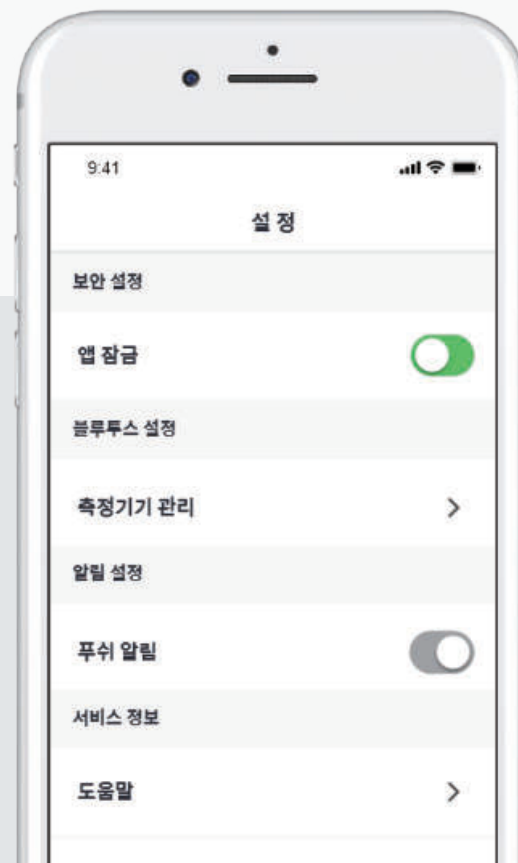 9:41
설 정
보안 설정
앱 잠금
블루투스 설정
측정기기 관리
알림 설정
푸쉬 알림
서비스 정보
도움말